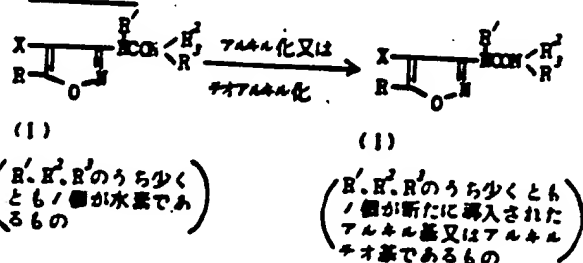 R¹
X NCON R² R³
R O N
アルキル化又は
チオアルキル化
R¹
X NCON R² R³
R O N
(I)
(I)
(R¹、R²、R³のうち少く
とも1個が水素であ
るもの)
(R¹、R²、R³のうち少くとも
1個が新たに導入された
アルキル基又はアルキル
チオ基であるもの)